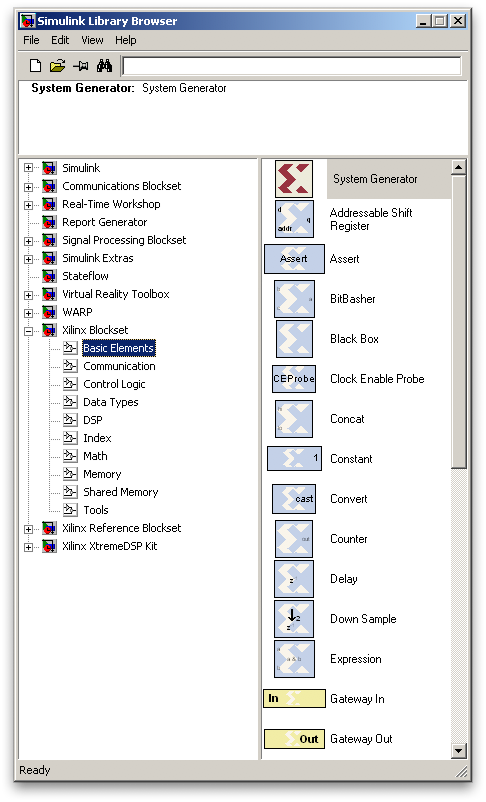 Simulink Library Browser
File Edit View Help
System Generator: System Generator
Simulink
Communications Blockset
Real-Time Workshop
Report Generator
Signal Processing Blockset
Simulink Extras
Stateflow
Virtual Reality Toolbox
WARP
Xilinx Blockset
Basic Elements
Communication
Control Logic
Data Types
DSP
Index
Math
Memory
Shared Memory
Tools
Xilinx Reference Blockset
Xilinx XtremeDSP Kit
System Generator
d
q
addr
Addressable Shift
Register
Assert Assert
b
a
c
BitBasher
Black Box
CEProbe Clock Enable Probe
Concat
1 Constant
cast Convert
out Counter
Delay
2
Down Sample
a
a & b
b
Expression
In Gateway In
Out Gateway Out
Ready